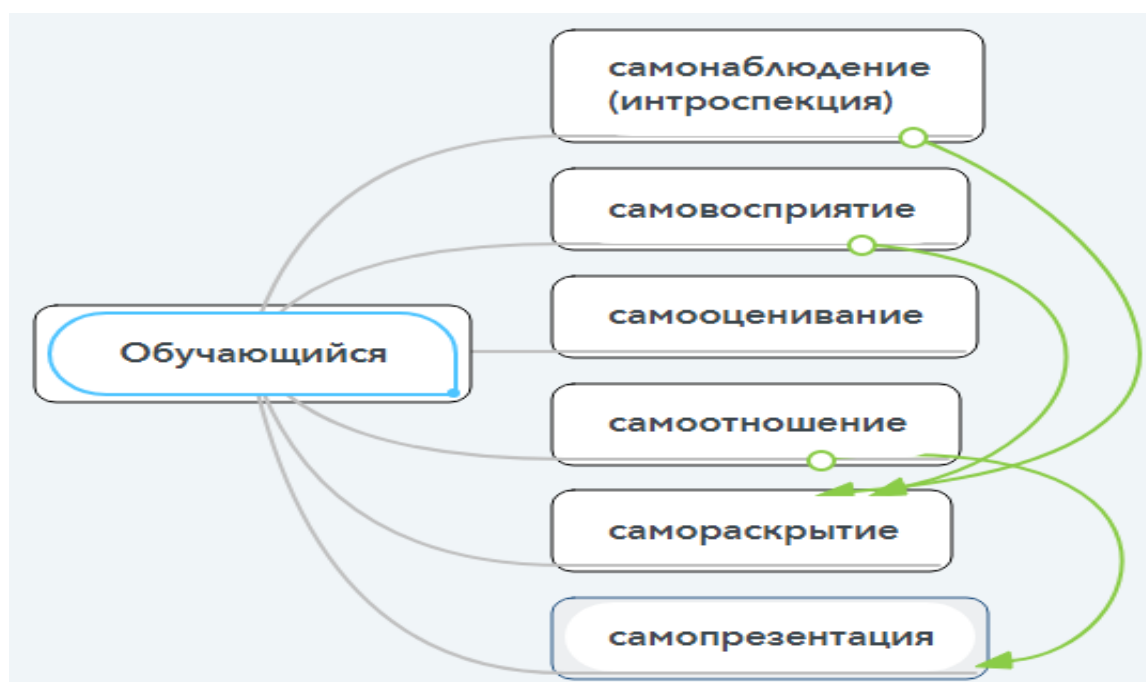 самонаблюдение
(интроспекция)
самовосприятие
самооценивание
Обучающийся
самоотношение
самораскрытие
самопрезентация